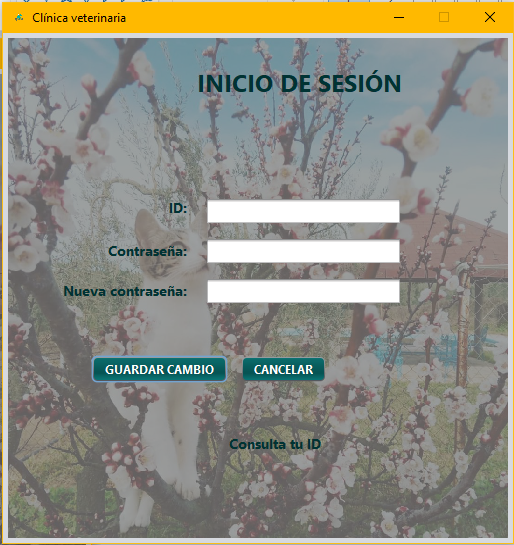 Clínica veterinaria
INICIO DE SESIÓN
ID:
Contraseña:
Nueva contraseña:
GUARDAR CAMBIO CANCELAR
Consulta tu ID